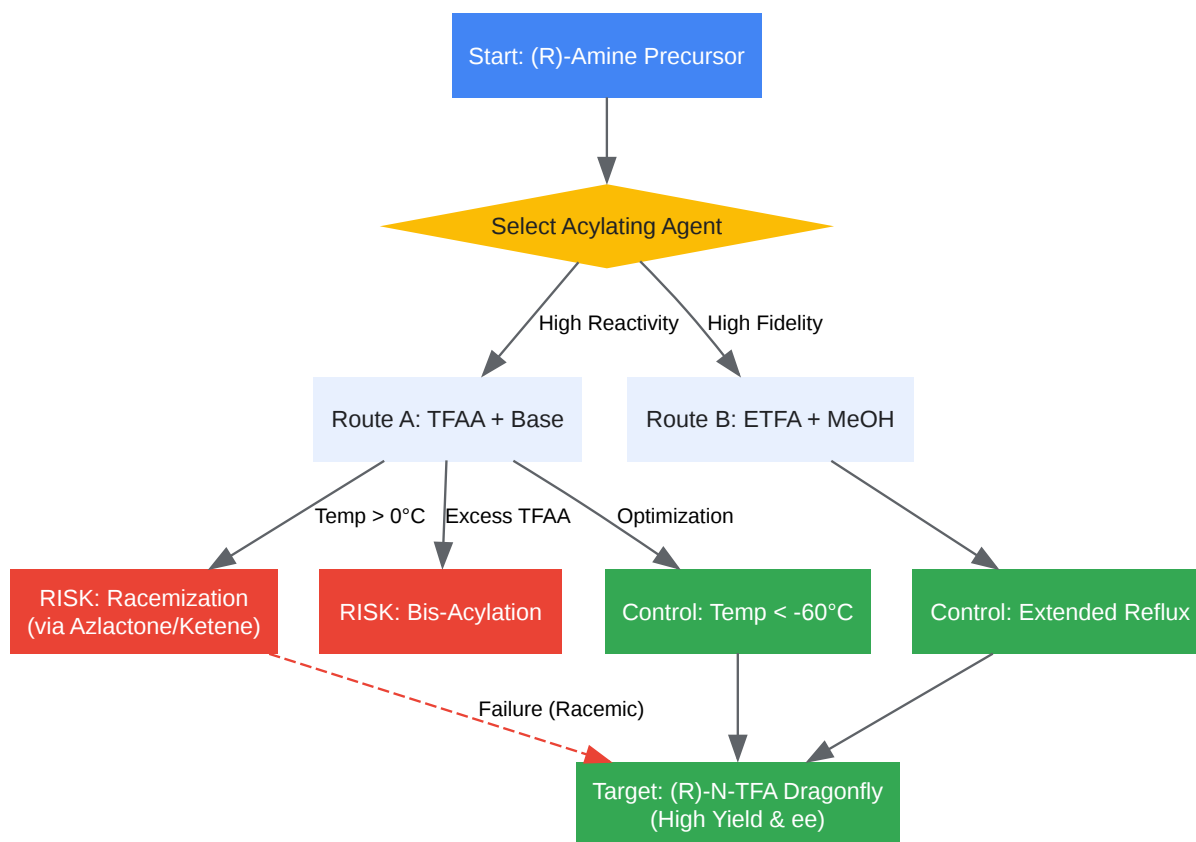 Start: (R)-Amine Precursor
Select Acylating Agent
High Reactivity
High Fidelity
Route A: TFAA + Base
Route B: ETFA + MeOH
Temp > 0°C
Excess TFAA
Optimization
RISK: Racemization
(via Azlactone/Ketene)
RISK: Bis-Acylation
Control: Temp < -60°C
Control: Extended Reflux
Failure (Racemic)
Target: (R)-N-TFA Dragonfly
(High Yield & ee)